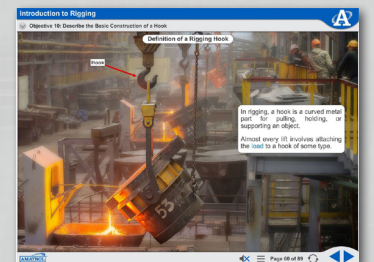 Introduction to Rigging
Objective 10: Describe the Basic Construction of a Hook
Definition of a Rigging Hook
Hook
In rigging, a hook is a curved metal
part for pulling, holding, or
supporting an object.
Almost every lift involves attaching
the load to a hook of some type.
53
AMATROL
Page 60 of 89